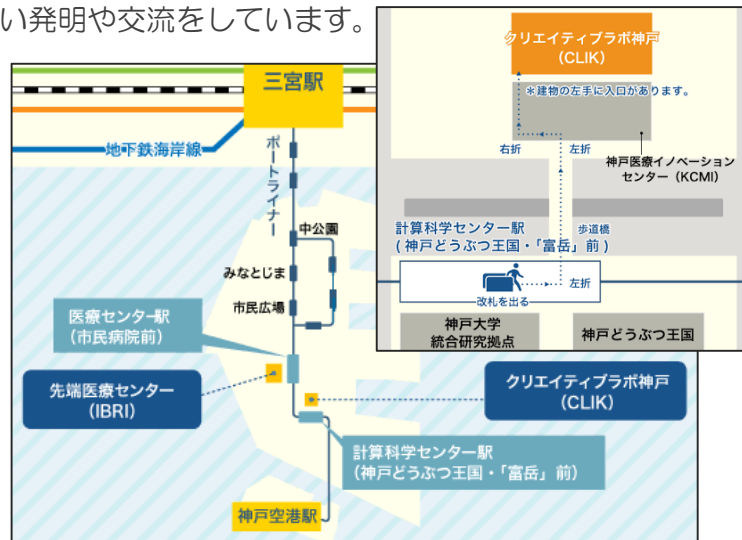 い発明や交流をしています。
三宮駅
地下鉄海岸線
ポートライナー
中公園
みなとじま
市民広場
医療センター駅
(市民病院前)
先端医療センター
(IBRI)
クリエイティブラボ神戸
(CLIK)
計算科学センター駅
(神戸どうぶつ王国・「富岳」前)
神戸空港駅
クリエイティブラボ神戸
(CLIK)
*建物の左手に入口があります。
右折
左折
神戸医療イノベーション
センター (KCMI)
計算科学センター駅
(神戸どうぶつ王国・「富岳」前)
歩道橋
左折
改札を出る
神戸大学
統合研究拠点
神戸どうぶつ王国